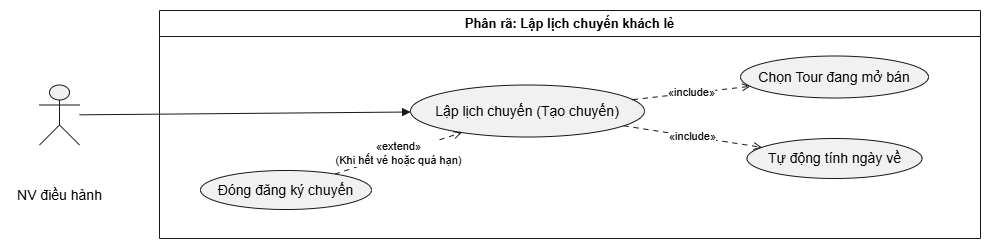 Phân rã: Lập lịch chuyến khách lẻ
Chọn Tour đang mở bán
«include»
Lập lịch chuyến (Tạo chuyến)
«include»
«extend»
(Khi hết vé hoặc quá hạn)
Tự động tính ngày về
Đóng đăng ký chuyến
NV điều hành